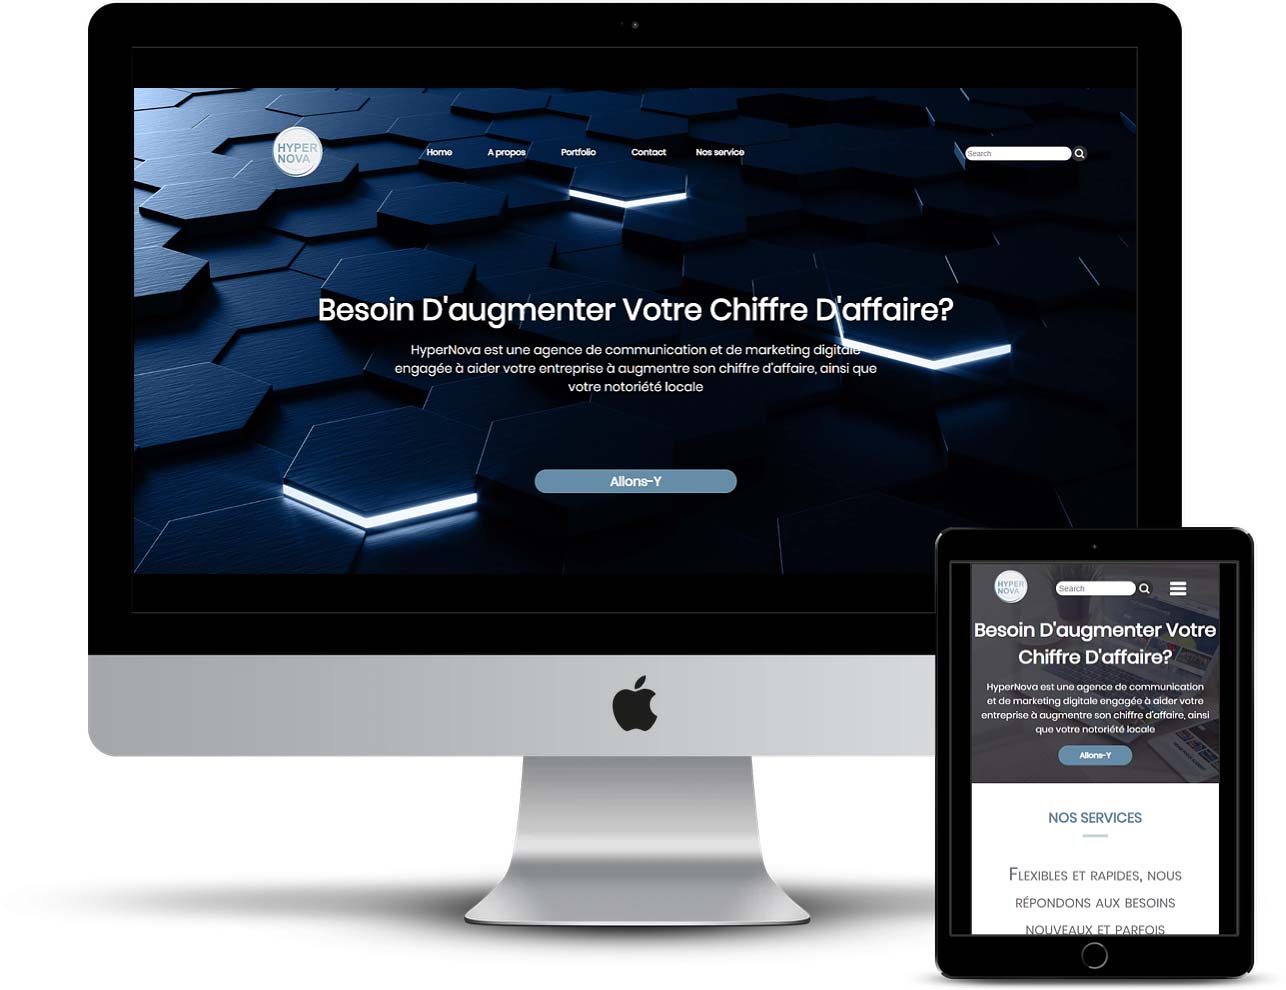 HYPER
NOVA
Home A propos Portfolio Contact Nos service
Search
Besoin D'augmenter Votre Chiffre D'affaire?
HyperNova est une agence de communication et de marketing digitale
engagée à aider votre entreprise à augmentre son chiffre d'affaire, ainsi que
votre notoriété locale
Allons-Y
HYPER
NOVA
Search
Besoin D'augmenter Votre
Chiffre D'affaire?
HyperNova est une agence de communication
et de marketing digitale engagée à aider votre
entreprise à augmentre son chiffre d'affaire, ainsi
que votre notoriété locale
Allons-Y
NOS SERVICES
Flexibles et rapides, nous
répondons aux besoins
nouveaux et parfois